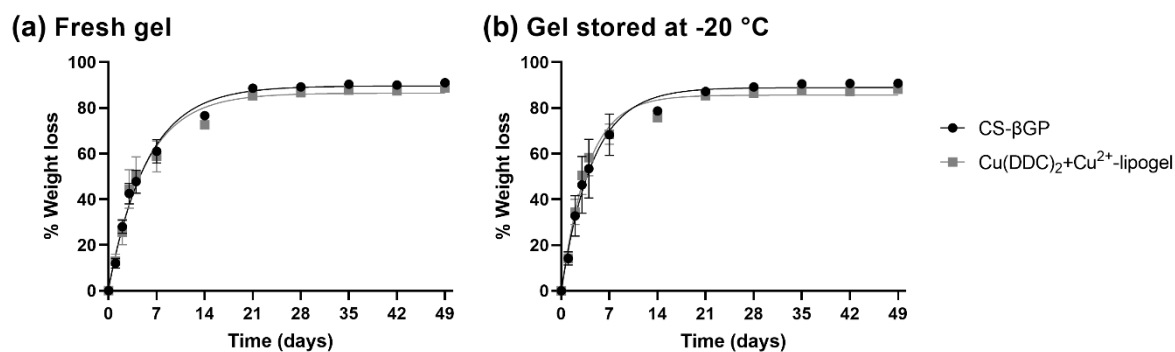 (a) Fresh gel
(b) Gel stored at -20 °C
100
80
60
40
20
0
% Weight loss
0 7 14 21 28 35 42 49
Time (days)
100
80
60
40
20
0
% Weight loss
0 7 14 21 28 35 42 49
Time (days)
CS-βGP
Cu(DDC)₂+Cu²⁺-lipogel